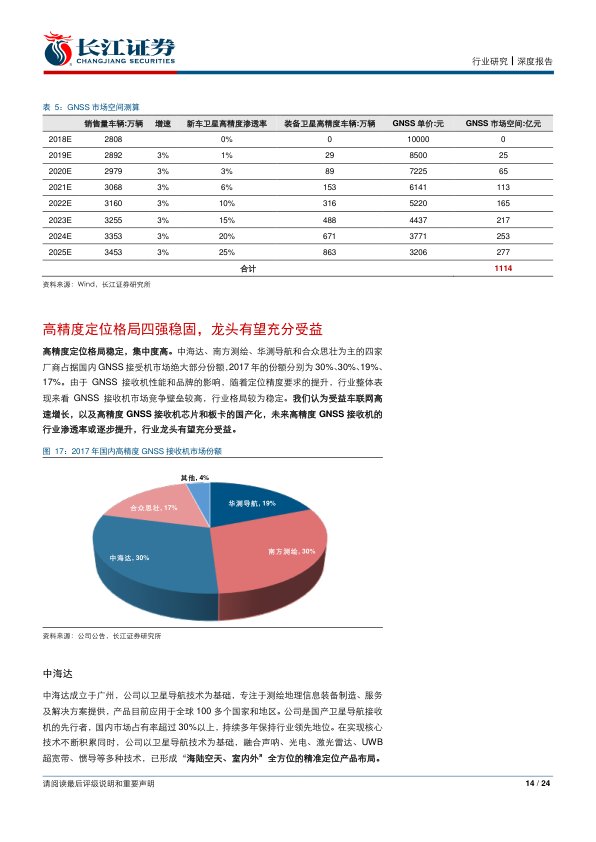 长江证券
CHANGJIANG SECURITIES
行业研究┃深度报告
表 5：GNSS 市场空间测算
销售量车辆:万辆 增速 新车卫星高精度渗透率 装备卫星高精度车辆:万辆 GNSS 单价:元 GNSS 市场空间:亿元
2018E 2808 0% 0 10000 0
2019E 2892 3% 1% 29 8500 25
2020E 2979 3% 3% 89 7225 65
2021E 3068 3% 6% 153 6141 113
2022E 3160 3% 10% 316 5220 165
2023E 3255 3% 15% 488 4437 217
2024E 3353 3% 20% 671 3771 253
2025E 3453 3% 25% 863 3206 277
合计 1114
资料来源：Wind，长江证券研究所
高精度定位格局四强稳固，龙头有望充分受益
高精度定位格局稳定，集中度高。中海达、南方测绘、华测导航和合众思壮为主的四家
厂商占据国内 GNSS 接受机市场绝大部分份额,2017 年的份额分别为 30%、30%、19%、
17%。由于 GNSS 接收机性能和品牌的影响，随着定位精度要求的提升，行业整体表
现来看 GNSS 接收机市场竞争壁垒较高，行业格局较为稳定。我们认为受益车联网高
速增长，以及高精度 GNSS 接收机芯片和板卡的国产化，未来高精度 GNSS 接收机的
行业渗透率或逐步提升，行业龙头有望充分受益。
图 17：2017 年国内高精度 GNSS 接收机市场份额
其他, 4%
合众思壮, 17%
华测导航, 19%
南方测绘, 30%
中海达, 30%
资料来源：公司公告，长江证券研究所
中海达
中海达成立于广州，公司以卫星导航技术为基础，专注于测绘地理信息装备制造、服务
及解决方案提供，产品目前应用于全球 100 多个国家和地区。公司是国产卫星导航接收
机的先行者，国内市场占有率超过 30%以上，持续多年保持行业领先地位。在实现核心
技术不断积累同时，公司以卫星导航技术为基础，融合声呐、光电、激光雷达、UWB
超宽带、惯导等多种技术，已形成“海陆空天、室内外”全方位的精准定位产品布局。
请阅读最后评级说明和重要声明
14 / 24